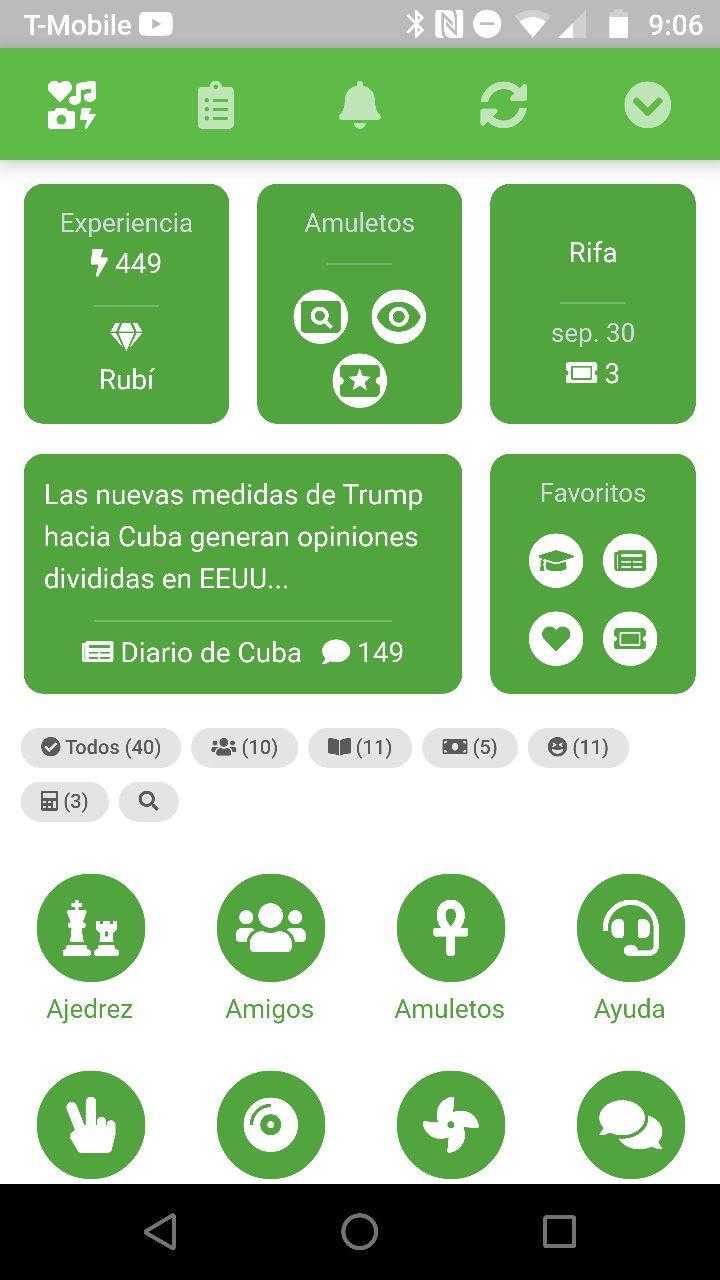 T-Mobile 9:06
Experiencia
449
Rubí
Amuletos
Rifa
sep. 30
3
Las nuevas medidas de Trump
hacia Cuba generan opiniones
divididas en EEUU...
Diario de Cuba 149
Favoritos
Todos (40) (10) (11) (5) (11)
(3)
Ajedrez Amigos Amuletos Ayuda